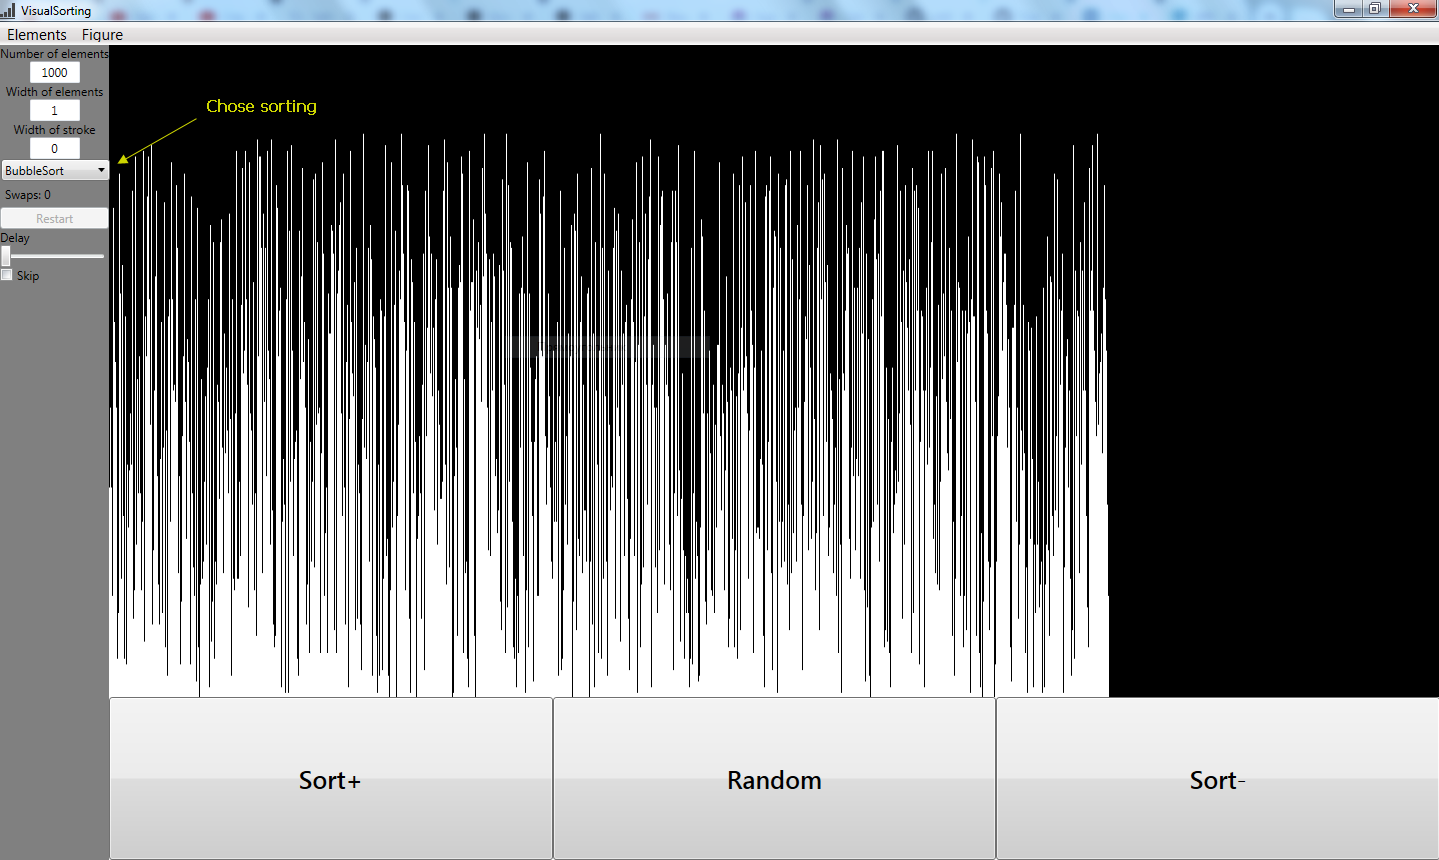 VisualSorting
Elements Figure
Number of elements
1000
Width of elements
1
Width of stroke
0
BubbleSort
Swaps: 0
Restart
Delay
Skip
Chose sorting
Sort+ Random Sort-